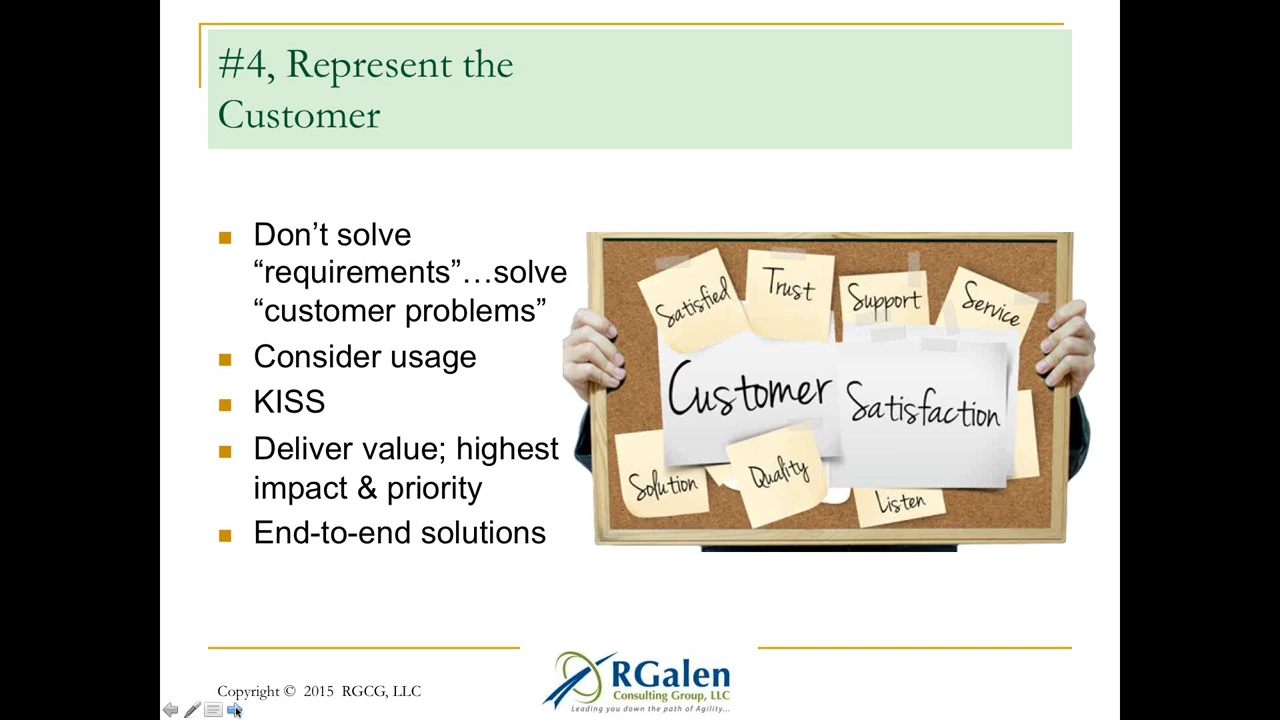 #4, Represent the
Customer
Don’t solve
“requirements”…solve
“customer problems”
Consider usage
KISS
Deliver value; highest
impact & priority
End-to-end solutions
Satisfied
Trust
Support
Service
Customer
Satisfaction
Solution
Quality
Listen
Copyright © 2015 RGCG, LLC
RGalen
Consulting Group, LLC
Leading you down the path of Agility...